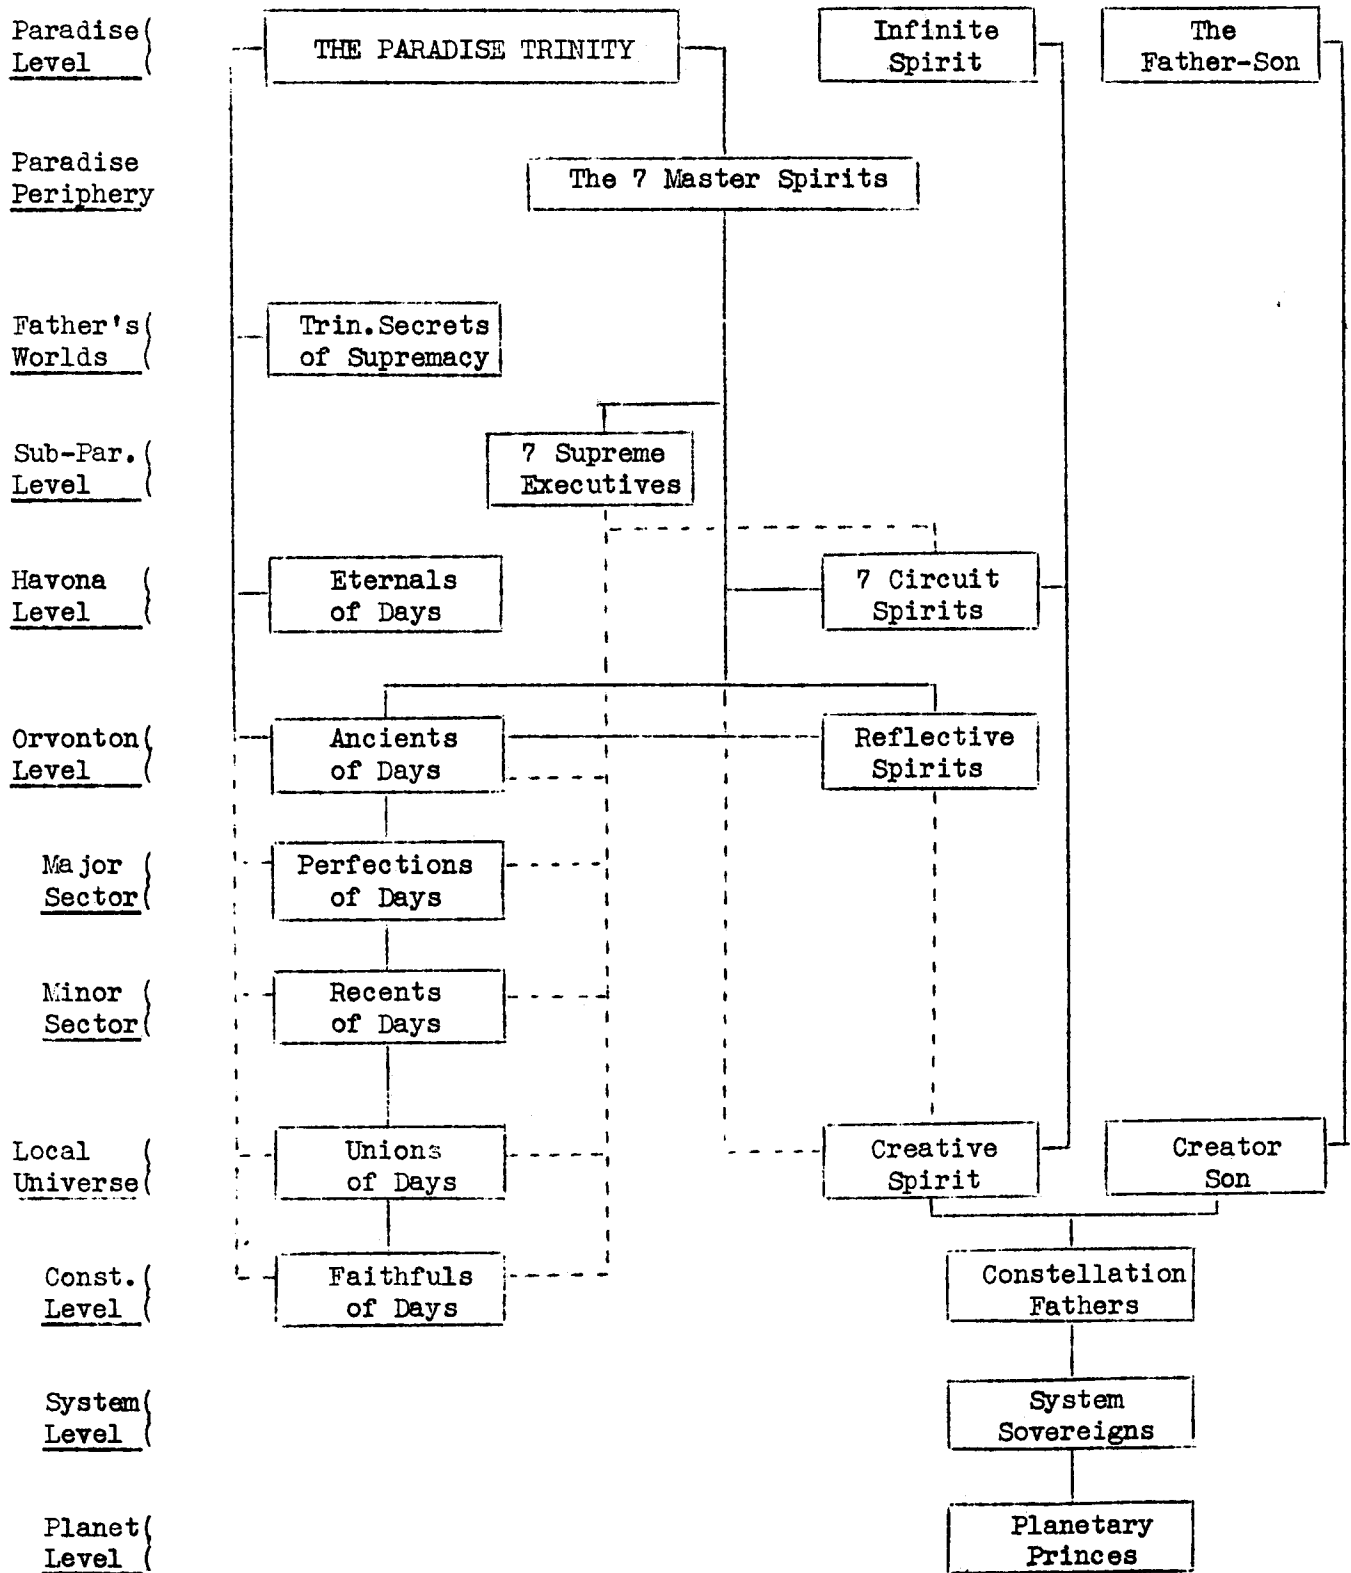 Paradise(
Level (
THE PARADISE TRINITY
Infinite
Spirit
The
Father-Son
Paradise
Periphery
The 7 Master Spirits
Father's(
Worlds (
Trin.Secrets
of Supremacy
Sub-Par.(
Level (
7 Supreme
Executives
Havona (
Level (
Eternals
of Days
7 Circuit
Spirits
Orvonton(
Level (
Ancients
of Days
Reflective
Spirits
Major (
Sector(
Perfections
of Days
Minor (
Sector(
Recents
of Days
Local (
Universe(
Unions
of Days
Creative
Spirit
Creator
Son
Const.(
Level (
Faithfuls
of Days
Constellation
Fathers
System(
Level (
System
Sovereigns
Planet(
Level (
Planetary
Princes